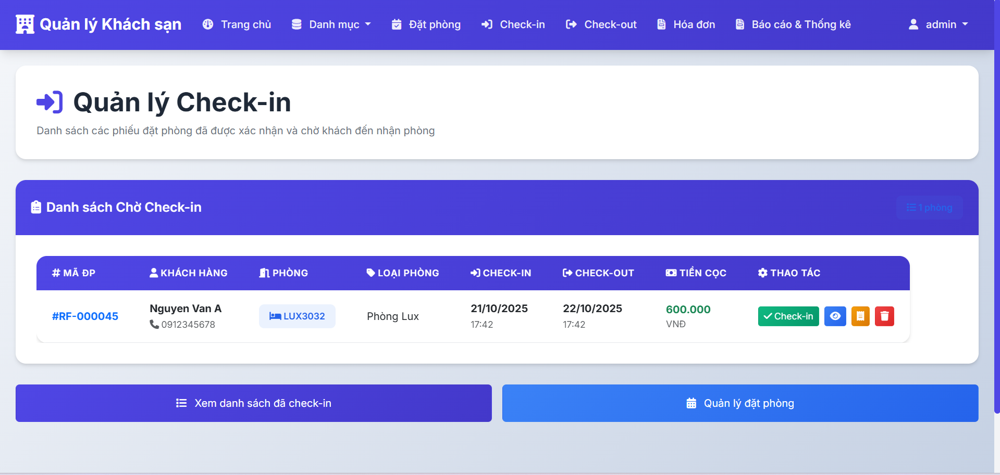 Quản lý Khách sạn Trang chủ Danh mục Đặt phòng Check-in Check-out Hóa đơn Báo cáo & Thống kê admin
Quản lý Check-in
Danh sách các phiếu đặt phòng đã được xác nhận và chờ khách đến nhận phòng
Danh sách Chờ Check-in 1 phòng
# MÃ ĐP KHÁCH HÀNG PHÒNG LOẠI PHÒNG CHECK-IN CHECK-OUT TIỀN CỌC THAO TÁC
#RF-000045 Nguyen Van A LUX3032 Phòng Lux 21/10/2025 22/10/2025 600.000 Check-in
0912345678 17:42 17:42 VNĐ
Xem danh sách đã check-in Quản lý đặt phòng